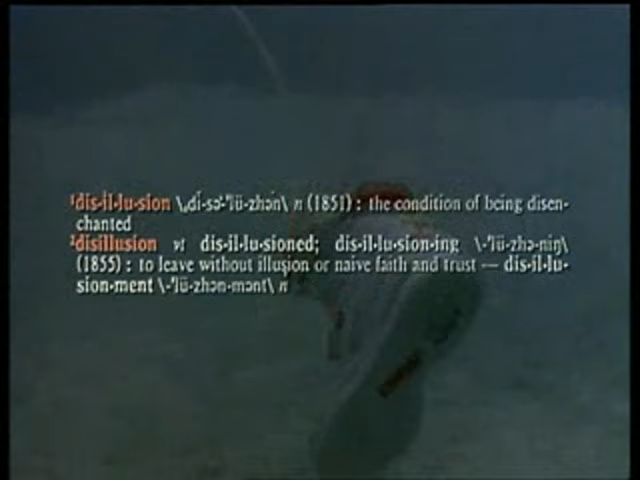 ¹dis·il·lu·sion \ˌdi-sə-ˈlü-zhən\ n (1851) : the condition of being disen-
chanted
²disillusion vt dis·il·lu·sioned; dis·il·lu·sion·ing \-ˈlü-zhə-niŋ\
(1855) : to leave without illusion or naive faith and trust — dis·il·lu-
sion·ment \-ˈlü-zhən-mənt\ n